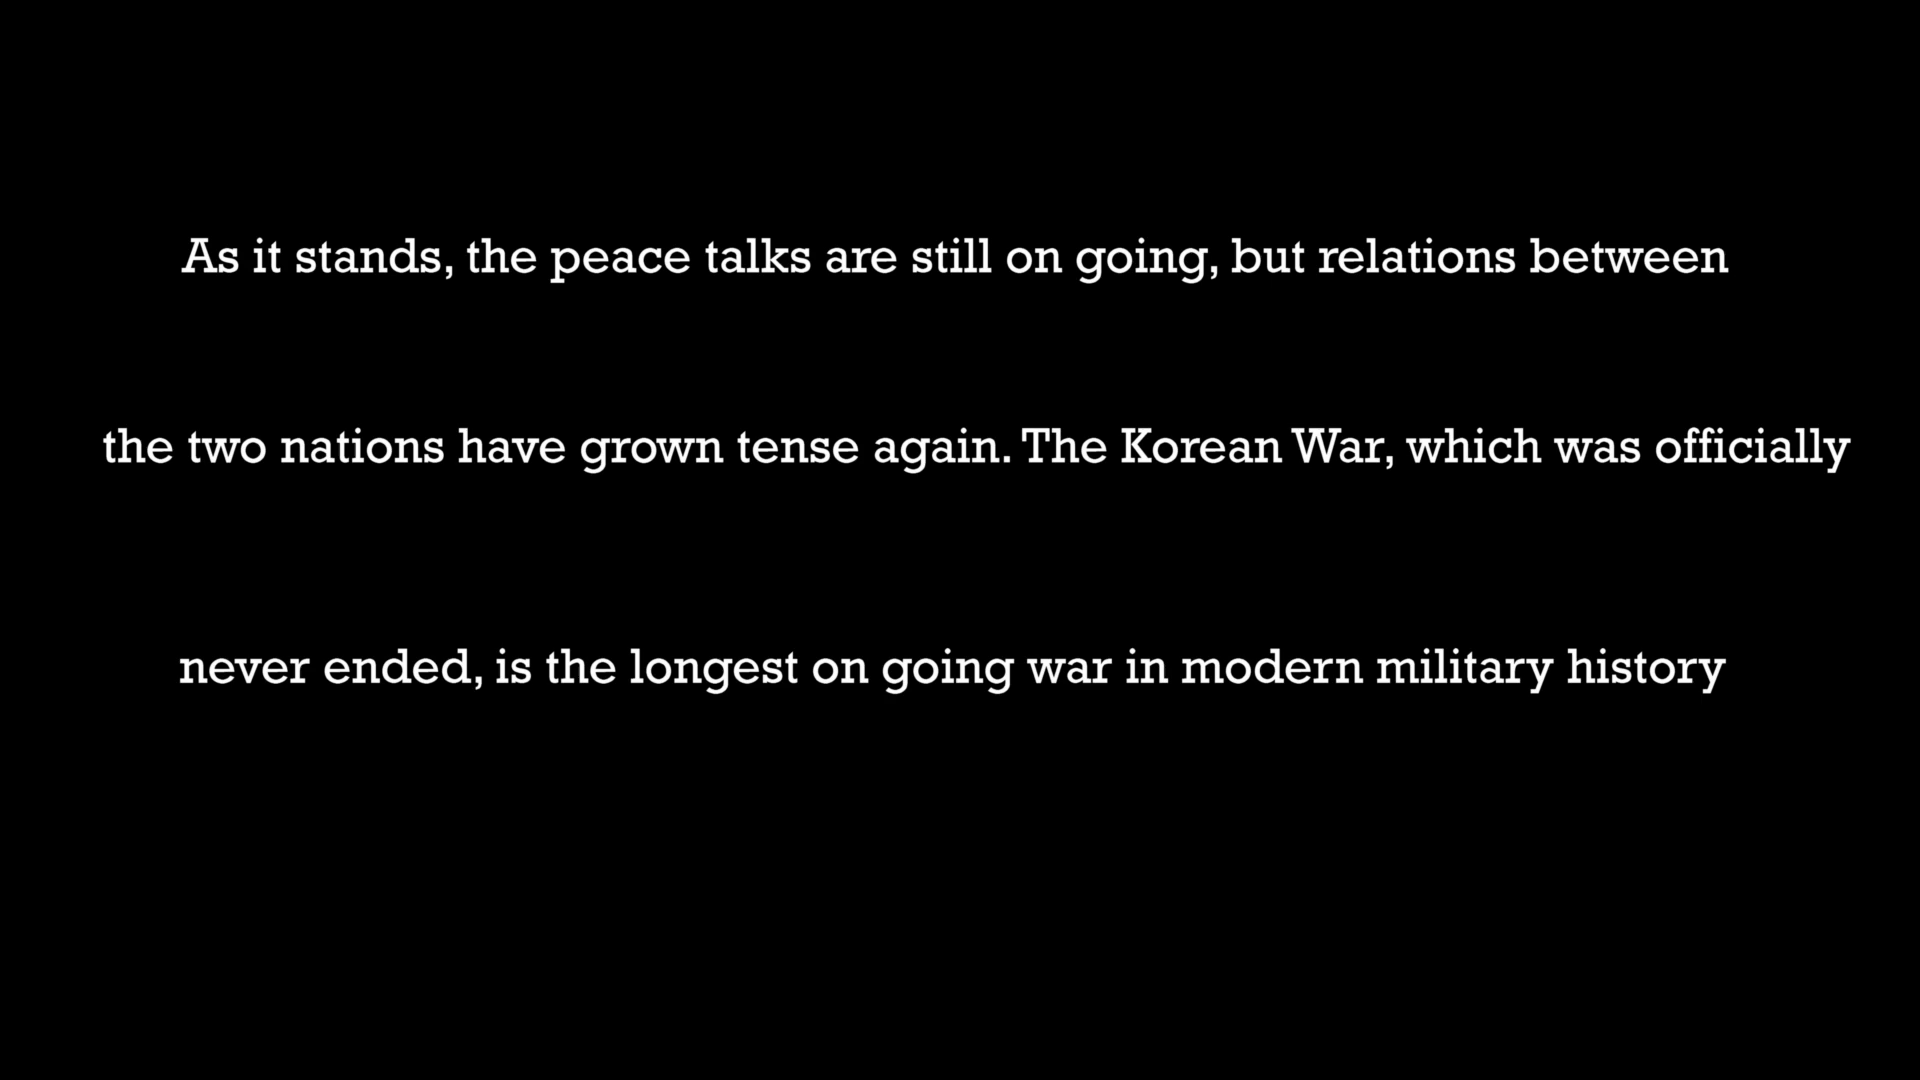 As it stands, the peace talks are still on going, but relations between
the two nations have grown tense again. The Korean War, which was officially
never ended, is the longest on going war in modern military history